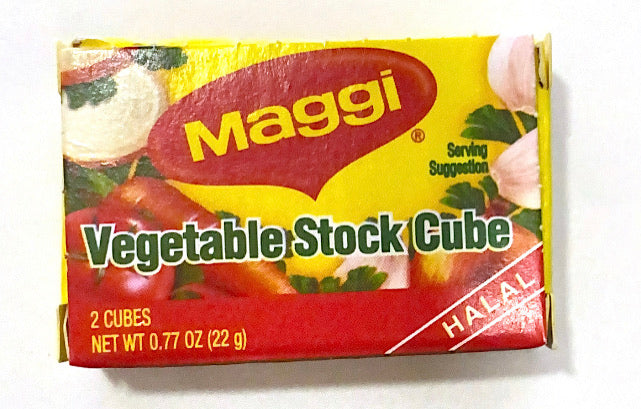 Maggi®
Serving
Suggestion
Vegetable Stock Cube
2 CUBES
NET WT 0.77 OZ (22 g)
HALAL